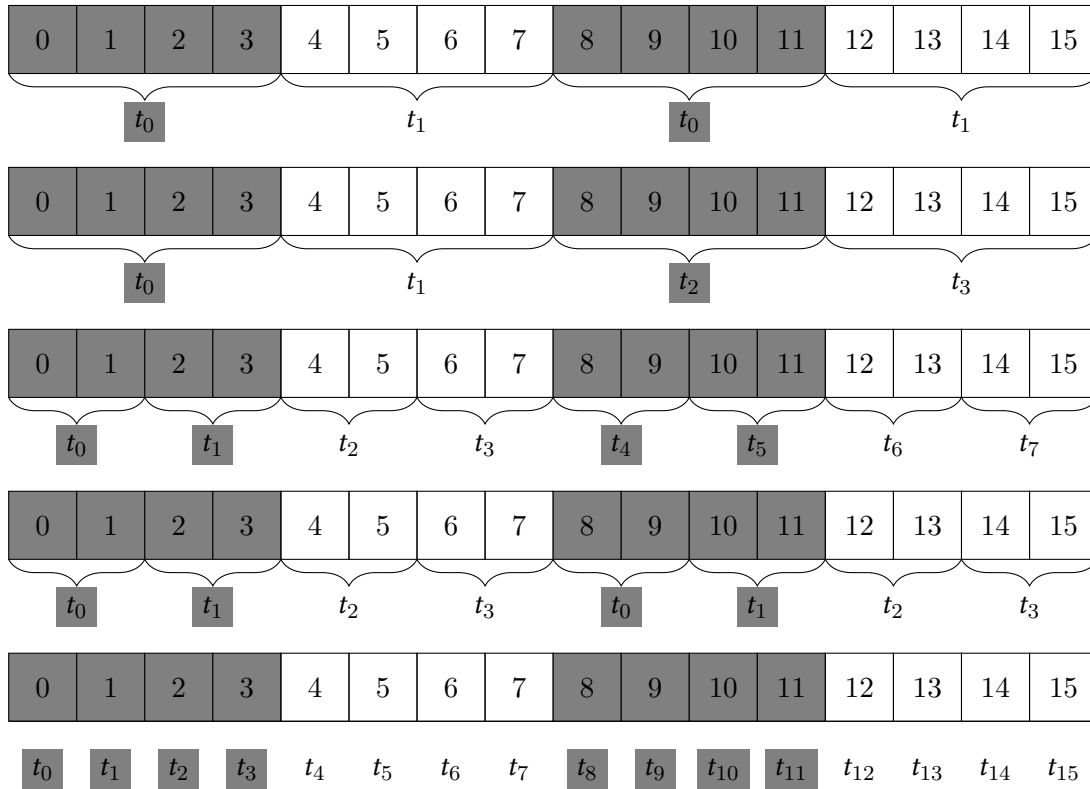 0 1 2 3 4 5 6 7 8 9 10 11 12 13 14 15
t₀ t₁ t₀ t₁
0 1 2 3 4 5 6 7 8 9 10 11 12 13 14 15
t₀ t₁ t₂ t₃
0 1 2 3 4 5 6 7 8 9 10 11 12 13 14 15
t₀ t₁ t₂ t₃ t₄ t₅ t₆ t₇
0 1 2 3 4 5 6 7 8 9 10 11 12 13 14 15
t₀ t₁ t₂ t₃ t₀ t₁ t₂ t₃
0 1 2 3 4 5 6 7 8 9 10 11 12 13 14 15
t₀ t₁ t₂ t₃ t₄ t₅ t₆ t₇ t₈ t₉ t₁₀ t₁₁ t₁₂ t₁₃ t₁₄ t₁₅